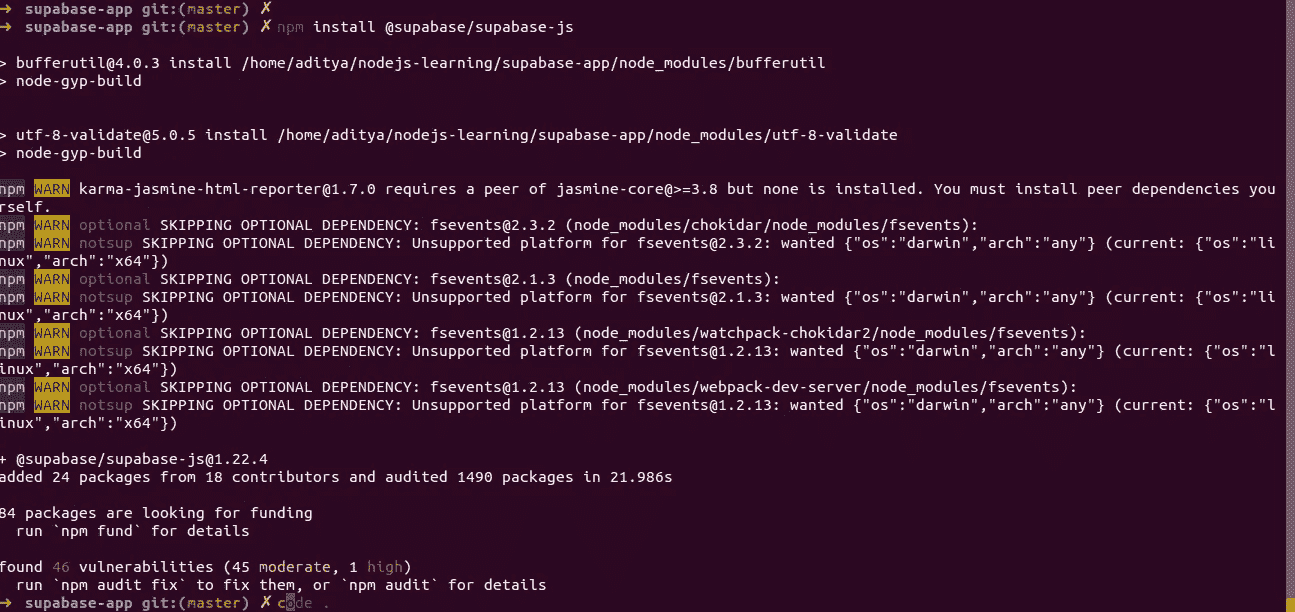 → supabase-app git:(master) ✗
→ supabase-app git:(master) ✗ npm install @supabase/supabase-js
> bufferutil@4.0.3 install /home/aditya/nodejs-learning/supabase-app/node_modules/bufferutil
> node-gyp-build
> utf-8-validate@5.0.5 install /home/aditya/nodejs-learning/supabase-app/node_modules/utf-8-validate
> node-gyp-build
npm WARN karma-jasmine-html-reporter@1.7.0 requires a peer of jasmine-core@>=3.8 but none is installed. You must install peer dependencies you
rself.
npm WARN optional SKIPPING OPTIONAL DEPENDENCY: fsevents@2.3.2 (node_modules/chokidar/node_modules/fsevents):
npm WARN notsup SKIPPING OPTIONAL DEPENDENCY: Unsupported platform for fsevents@2.3.2: wanted {"os":"darwin","arch":"any"} (current: {"os":"li
nux","arch":"x64"})
npm WARN optional SKIPPING OPTIONAL DEPENDENCY: fsevents@2.1.3 (node_modules/fsevents):
npm WARN notsup SKIPPING OPTIONAL DEPENDENCY: Unsupported platform for fsevents@2.1.3: wanted {"os":"darwin","arch":"any"} (current: {"os":"li
nux","arch":"x64"})
npm WARN optional SKIPPING OPTIONAL DEPENDENCY: fsevents@1.2.13 (node_modules/watchpack-chokidar2/node_modules/fsevents):
npm WARN notsup SKIPPING OPTIONAL DEPENDENCY: Unsupported platform for fsevents@1.2.13: wanted {"os":"darwin","arch":"any"} (current: {"os":"l
inux","arch":"x64"})
npm WARN optional SKIPPING OPTIONAL DEPENDENCY: fsevents@1.2.13 (node_modules/webpack-dev-server/node_modules/fsevents):
npm WARN notsup SKIPPING OPTIONAL DEPENDENCY: Unsupported platform for fsevents@1.2.13: wanted {"os":"darwin","arch":"any"} (current: {"os":"l
inux","arch":"x64"})
+ @supabase/supabase-js@1.22.4
added 24 packages from 18 contributors and audited 1490 packages in 21.986s
84 packages are looking for funding
run `npm fund` for details
found 46 vulnerabilities (45 moderate, 1 high)
run `npm audit fix` to fix them, or `npm audit` for details
→ supabase-app git:(master) ✗ code .